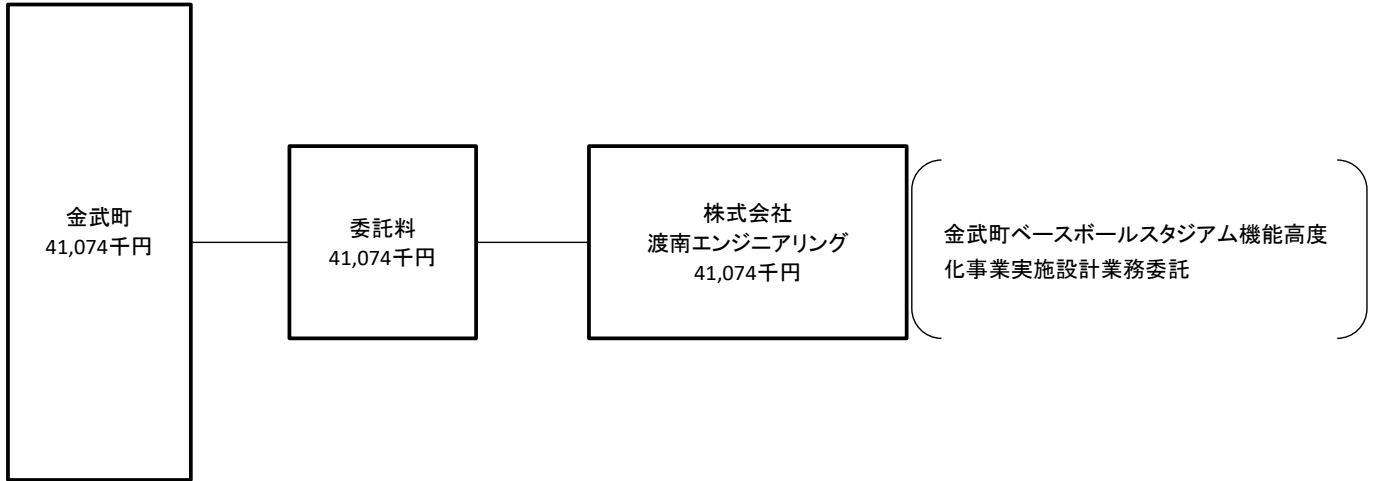 金武町
41,074千円
委託料
41,074千円
株式会社
渡南エンジニアリング
41,074千円
金武町ベースボールスタジアム機能高度
化事業実施設計業務委託